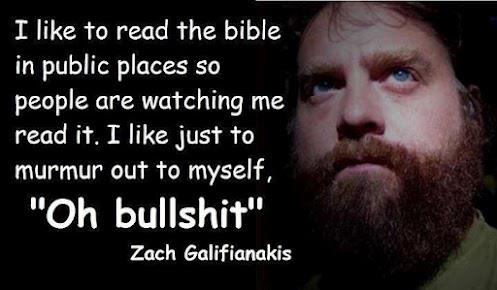 I like to read the bible
in public places so
people are watching me
read it. I like just to
murmur out to myself,
"Oh bullshit"
Zach Galifianakis